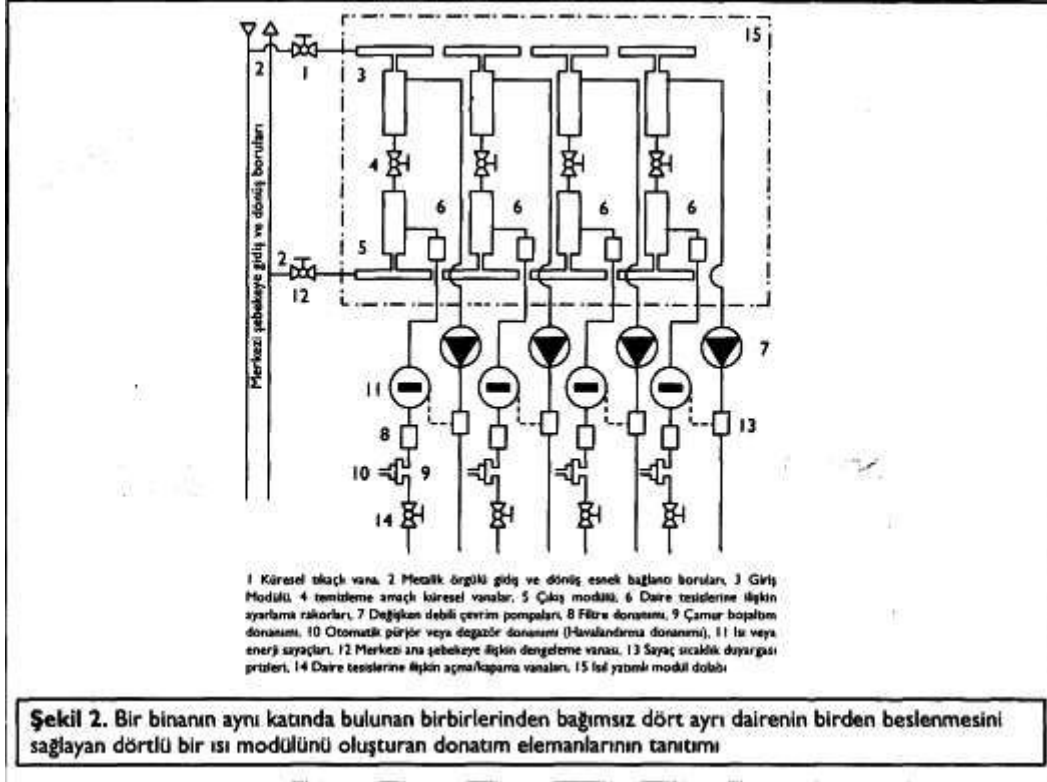 15
2
1
3
4
6
6
6
6
5
2
12
7
11
13
8
10
9
14
Merkezi şebekeye gidiş ve dönüş boruları
1 Küresel tıkaçlı vana, 2 Metalik örgülü gidiş ve dönüş esnek bağlantı boruları, 3 Giriş
Modülü, 4 temizleme amaçlı küresel vanalar, 5 Çıkış modülü, 6 Daire tesislerine ilişkin
ayarlama rakorları, 7 Değişken debili çevrim pompaları, 8 Filtre donanımı, 9 Çamur boşaltım
donanımı, 10 Otomatik pürjör veya degazör donanımı (Havalandırma donanımı), 11 Isı veya
enerji sayaçları, 12 Merkezi ana şebekeye ilişkin dengeleme vanası, 13 Sayaç sıcaklık duyargası
prizleri, 14 Daire tesislerine ilişkin açma/kapama vanaları, 15 Isıl yatımlı modül dolabı
Şekil 2. Bir binanın aynı katında bulunan birbirlerinden bağımsız dört ayrı dairenin birden beslenmesini
sağlayan dörtlü bir ısı modülünü oluşturan donatım elemanlarının tanıtımı